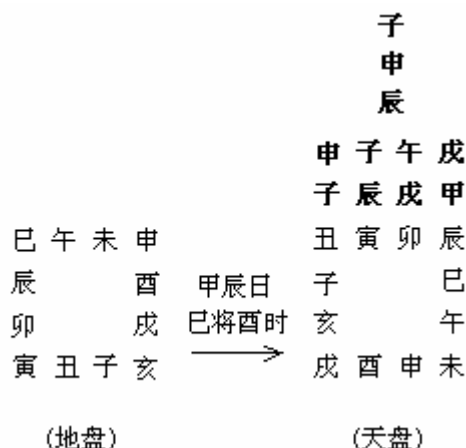 子
申
辰
申 子 午 戌
子 辰 戌 甲
巳 午 未 申
辰 酉
卯 戌
寅 丑 子 亥
(地盘)
甲辰日
巳将酉时
丑 寅 卯 辰
子 巳
亥 午
戌 酉 申 未
(天盘)